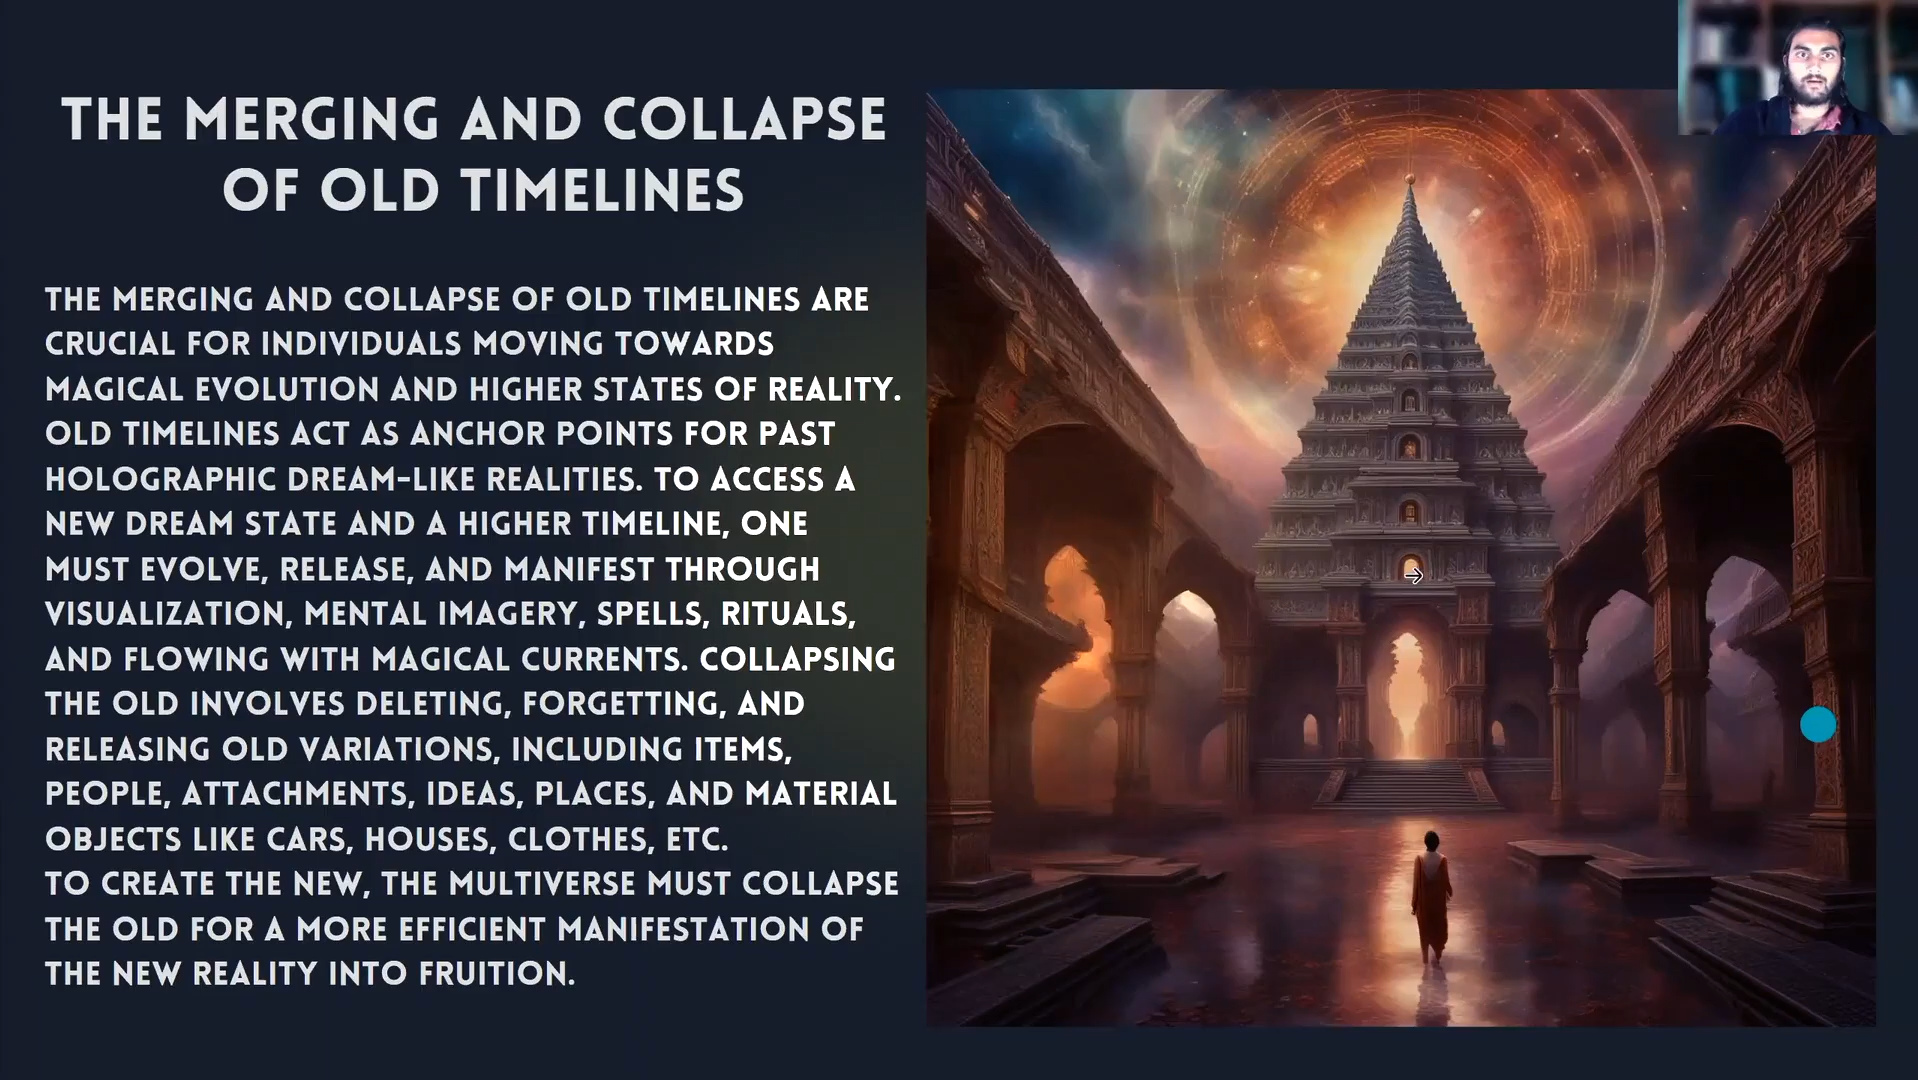 THE MERGING AND COLLAPSE
OF OLD TIMELINES
THE MERGING AND COLLAPSE OF OLD TIMELINES ARE
CRUCIAL FOR INDIVIDUALS MOVING TOWARDS
MAGICAL EVOLUTION AND HIGHER STATES OF REALITY.
OLD TIMELINES ACT AS ANCHOR POINTS FOR PAST
HOLOGRAPHIC DREAM-LIKE REALITIES. TO ACCESS A
NEW DREAM STATE AND A HIGHER TIMELINE, ONE
MUST EVOLVE, RELEASE, AND MANIFEST THROUGH
VISUALIZATION, MENTAL IMAGERY, SPELLS, RITUALS,
AND FLOWING WITH MAGICAL CURRENTS. COLLAPSING
THE OLD INVOLVES DELETING, FORGETTING, AND
RELEASING OLD VARIATIONS, INCLUDING ITEMS,
PEOPLE, ATTACHMENTS, IDEAS, PLACES, AND MATERIAL
OBJECTS LIKE CARS, HOUSES, CLOTHES, ETC.
TO CREATE THE NEW, THE MULTIVERSE MUST COLLAPSE
THE OLD FOR A MORE EFFICIENT MANIFESTATION OF
THE NEW REALITY INTO FRUITION.